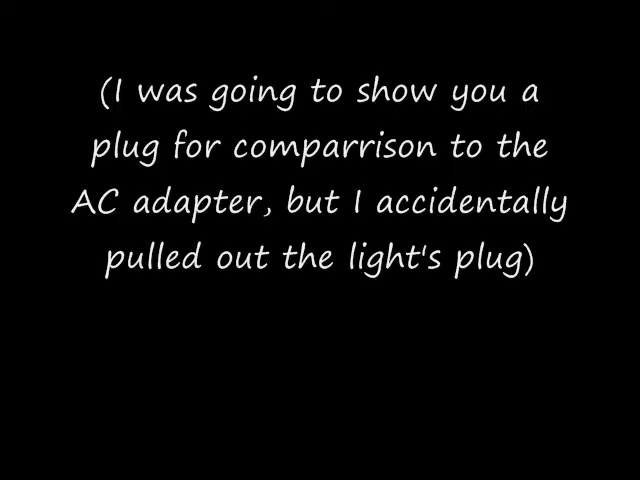 (I was going to show you a
plug for comparrison to the
AC adapter, but I accidentally
pulled out the light's plug)